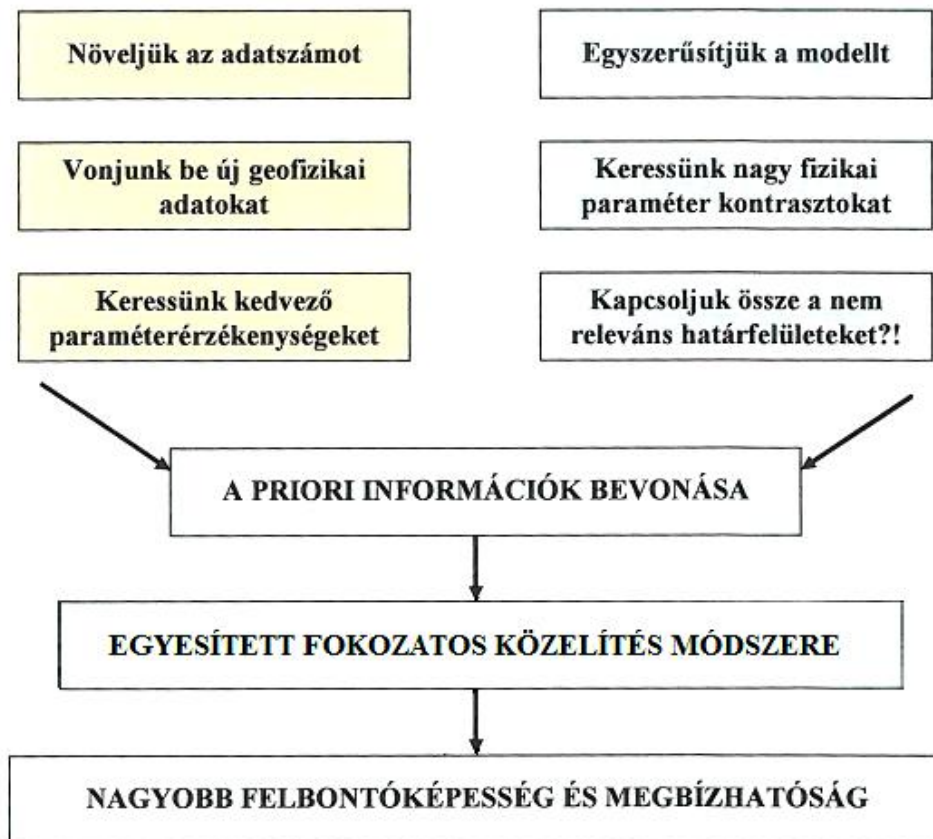 Növeljük az adatszámot
Egyszerűsítjük a modellt
Vonjunk be új geofizikai
adatokat
Keressünk nagy fizikai
paraméter kontrasztokat
Keressünk kedvező
paraméterérzékenységeket
Kapcsoljuk össze a nem
releváns határfelületeket?!
A PRIORI INFORMÁCIÓK BEVONÁSA
EGYESÍTETT FOKOZATOS KÖZELÍTÉS MÓDSZERE
NAGYOBB FELBONTÓKÉPESSÉG ÉS MEGBÍZHATÓSÁG